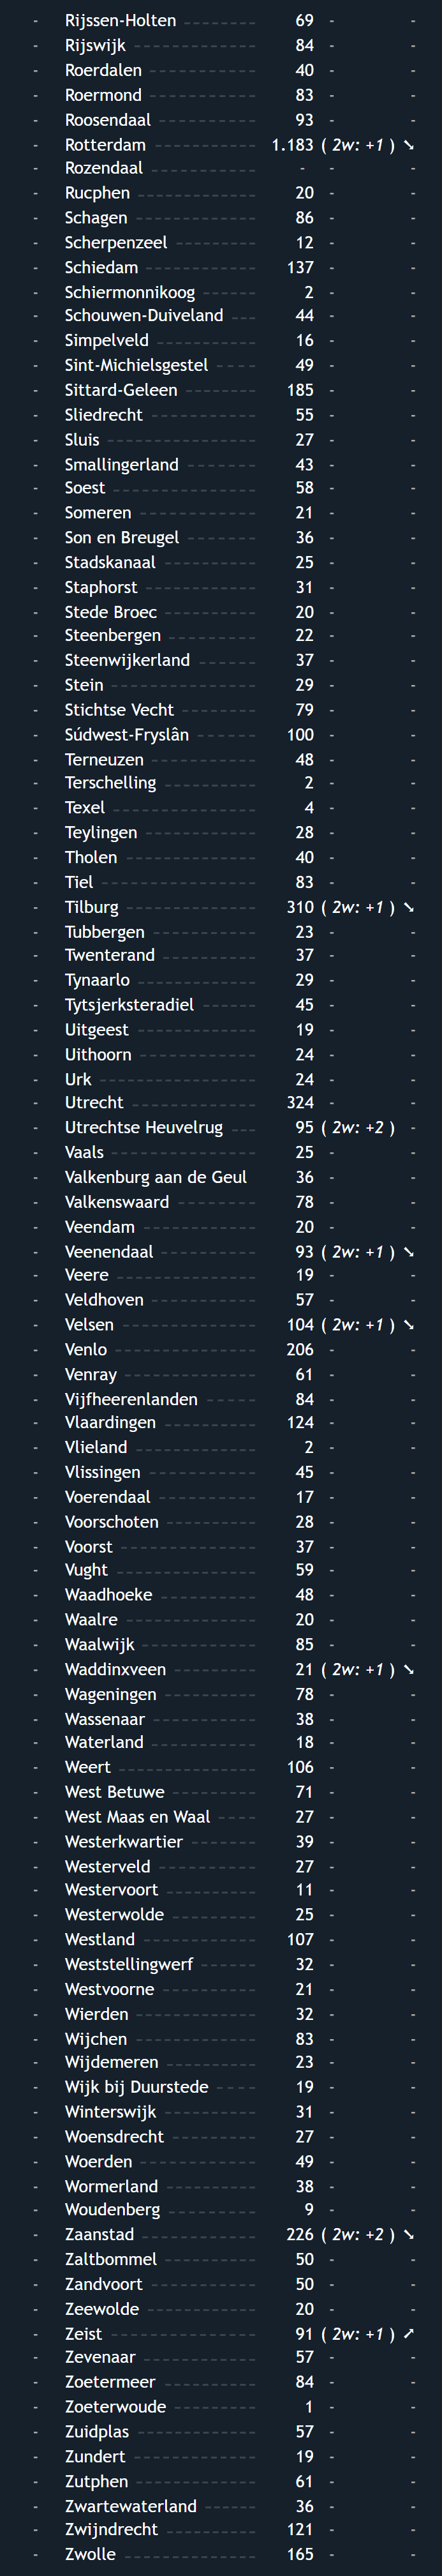 - Rijssen-Holten 69 - -
- Rijswijk 84 - -
- Roerdalen 40 - -
- Roermond 83 - -
- Roosendaal 93 - -
- Rotterdam 1.183 ( 2w: +1 ) ➘
- Rozendaal - - -
- Rucphen 20 - -
- Schagen 86 - -
- Scherpenzeel 12 - -
- Schiedam 137 - -
- Schiermonnikoog 2 - -
- Schouwen-Duiveland 44 - -
- Simpelveld 16 - -
- Sint-Michielsgestel 49 - -
- Sittard-Geleen 185 - -
- Sliedrecht 55 - -
- Sluis 27 - -
- Smallingerland 43 - -
- Soest 58 - -
- Someren 21 - -
- Son en Breugel 36 - -
- Stadskanaal 25 - -
- Staphorst 31 - -
- Stede Broec 20 - -
- Steenbergen 22 - -
- Steenwijkerland 37 - -
- Stein 29 - -
- Stichtse Vecht 79 - -
- Súdwest-Fryslân 100 - -
- Terneuzen 48 - -
- Terschelling 2 - -
- Texel 4 - -
- Teylingen 28 - -
- Tholen 40 - -
- Tiel 83 - -
- Tilburg 310 ( 2w: +1 ) ➘
- Tubbergen 23 - -
- Twenterand 37 - -
- Tynaarlo 29 - -
- Tytsjerksteradiel 45 - -
- Uitgeest 19 - -
- Uithoorn 24 - -
- Urk 24 - -
- Utrecht 324 - -
- Utrechtse Heuvelrug 95 ( 2w: +2 ) -
- Vaals 25 - -
- Valkenburg aan de Geul 36 - -
- Valkenswaard 78 - -
- Veendam 20 - -
- Veenendaal 93 ( 2w: +1 ) ➘
- Veere 19 - -
- Veldhoven 57 - -
- Velsen 104 ( 2w: +1 ) ➘
- Venlo 206 - -
- Venray 61 - -
- Vijfheerenlanden 84 - -
- Vlaardingen 124 - -
- Vlieland 2 - -
- Vlissingen 45 - -
- Voerendaal 17 - -
- Voorschoten 28 - -
- Voorst 37 - -
- Vught 59 - -
- Waadhoeke 48 - -
- Waalre 20 - -
- Waalwijk 85 - -
- Waddinxveen 21 ( 2w: +1 ) ➘
- Wageningen 78 - -
- Wassenaar 38 - -
- Waterland 18 - -
- Weert 106 - -
- West Betuwe 71 - -
- West Maas en Waal 27 - -
- Westerkwartier 39 - -
- Westerveld 27 - -
- Westervoort 11 - -
- Westerwolde 25 - -
- Westland 107 - -
- Weststellingwerf 32 - -
- Westvoorne 21 - -
- Wierden 32 - -
- Wijchen 83 - -
- Wijdemeren 23 - -
- Wijk bij Duurstede 19 - -
- Winterswijk 31 - -
- Woensdrecht 27 - -
- Woerden 49 - -
- Wormerland 38 - -
- Woudenberg 9 - -
- Zaanstad 226 ( 2w: +2 ) ➘
- Zaltbommel 50 - -
- Zandvoort 50 - -
- Zeewolde 20 - -
- Zeist 91 ( 2w: +1 ) ➚
- Zevenaar 57 - -
- Zoetermeer 84 - -
- Zoeterwoude 1 - -
- Zuidplas 57 - -
- Zundert 19 - -
- Zutphen 61 - -
- Zwartewaterland 36 - -
- Zwijndrecht 121 - -
- Zwolle 165 - -